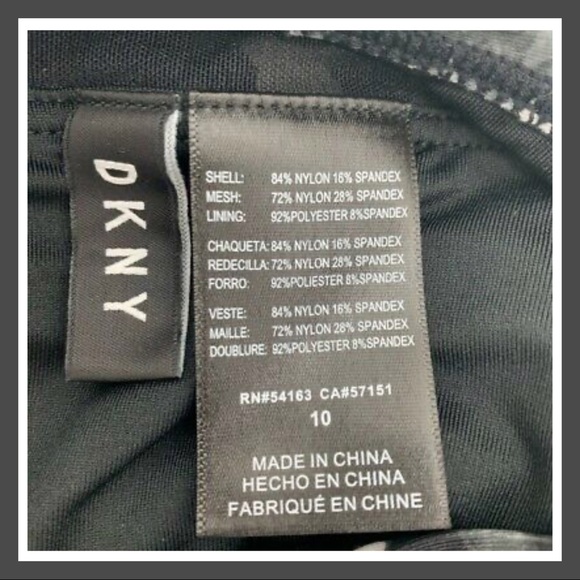 DKNY
SHELL: 84% NYLON 16% SPANDEX
MESH: 72% NYLON 28% SPANDEX
LINING: 92%POLYESTER 8%SPANDEX
CHAQUETA: 84% NYLON 16% SPANDEX
REDECILLA: 72% NYLON 28% SPANDEX
FORRO: 92%POLIESTER 8%SPANDEX
VESTE: 84% NYLON 16% SPANDEX
MAILLE: 72% NYLON 28% SPANDEX
DOUBLURE: 92%POLYESTER 8%SPANDEX
RN#54163 CA#57151
10
MADE IN CHINA
HECHO EN CHINA
FABRIQUÉ EN CHINE